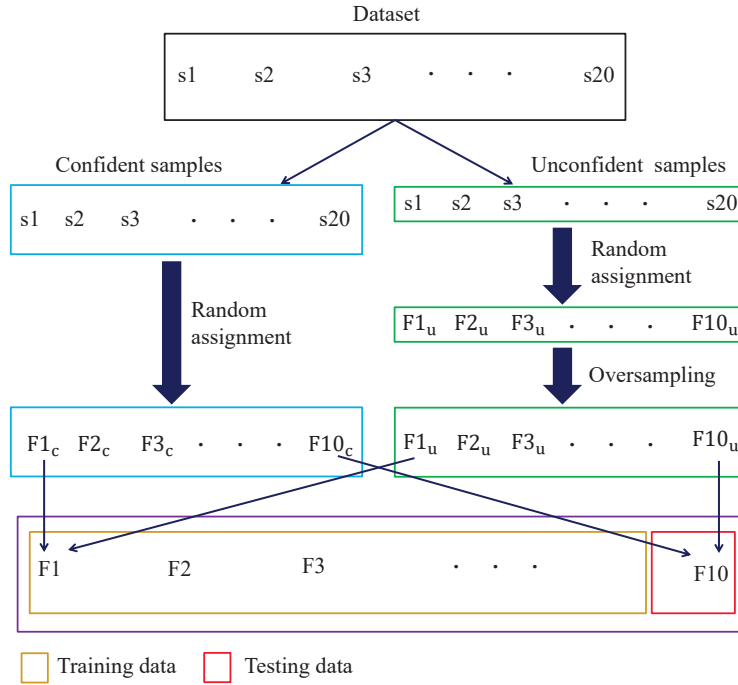 Dataset
s1 s2 s3 · · · s20
Confident samples
Unconfident samples
s1 s2 s3 · · · s20
s1 s2 s3 · · · s20
Random
assignment
Random
assignment
F1u F2u F3u · · · F10u
Oversampling
F1c F2c F3c · · · F10c
F1u F2u F3u · · · F10u
F1 F2 F3 · · · F10
Training data
Testing data